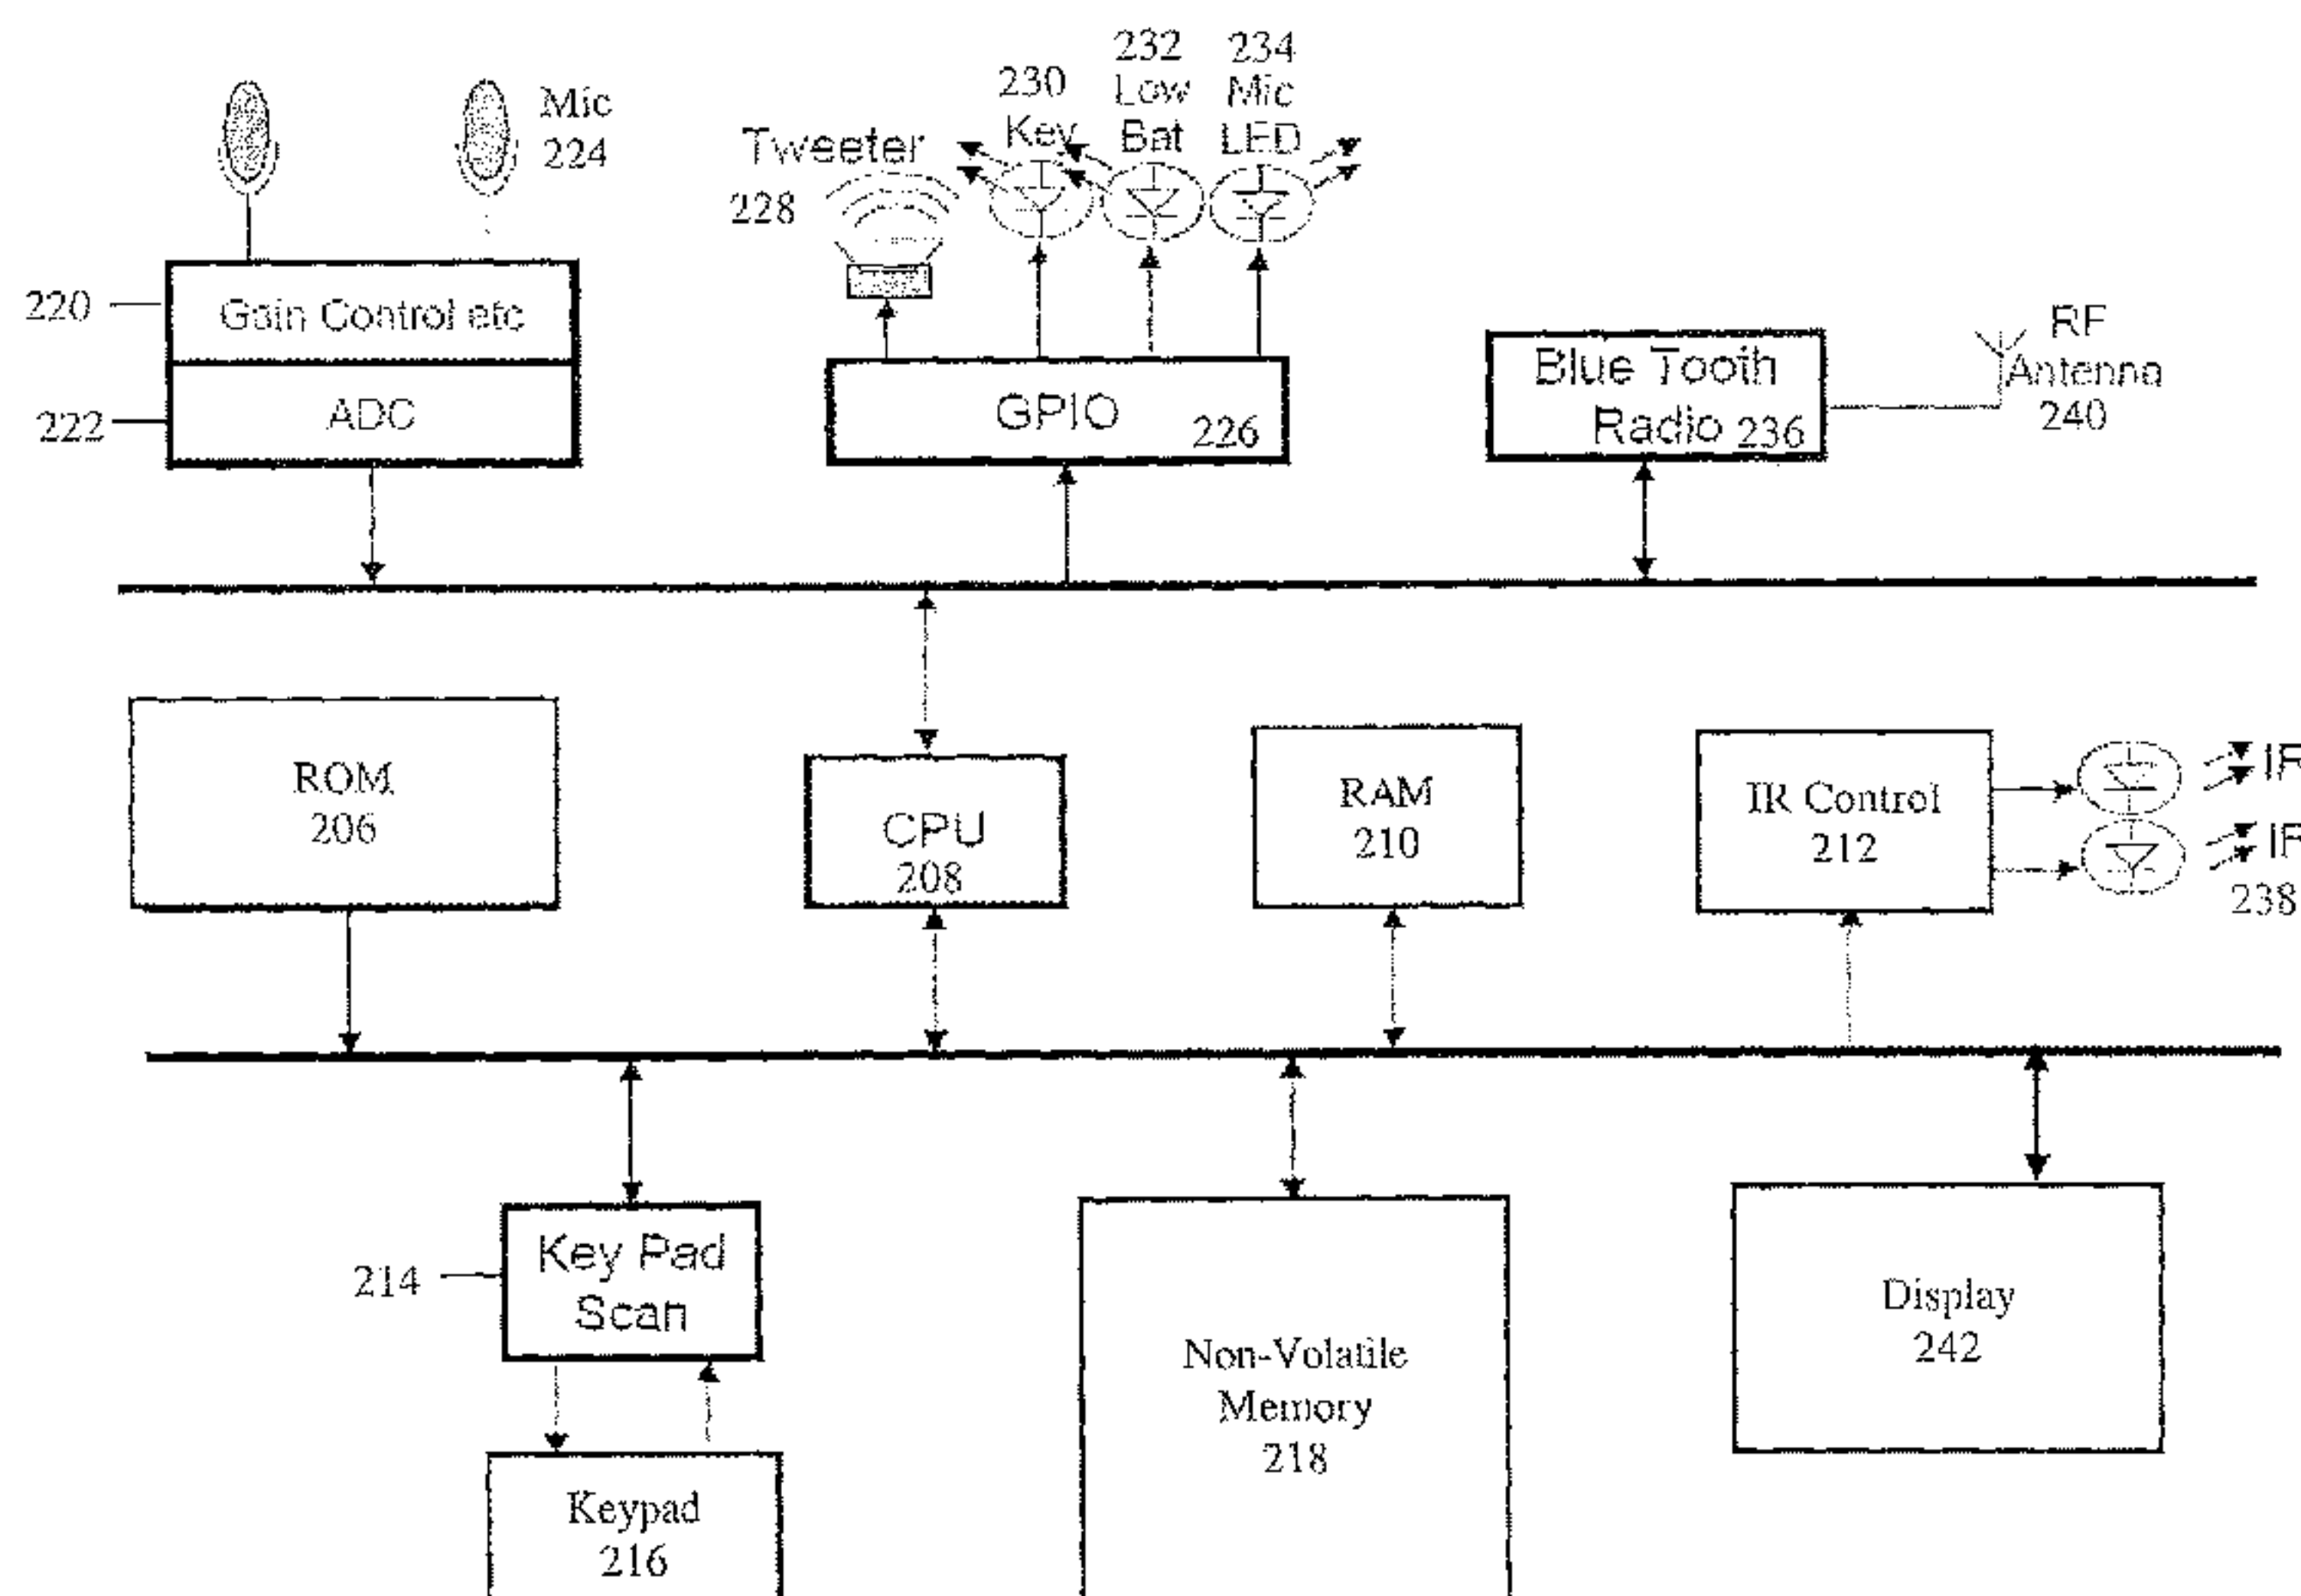 232
234
230
Low
Mic
Key
Bat
LED
Mic
224
Tweeter
228
220
Gain Control etc
222
ADC
GPIO
226
Blue Tooth
Radio 236
RF
Antenna
240
ROM
206
CPU
208
RAM
210
IR Control
212
IR
238
214
Key Pad
Scan
Keypad
216
Non-Volatile
Memory
218
Display
242